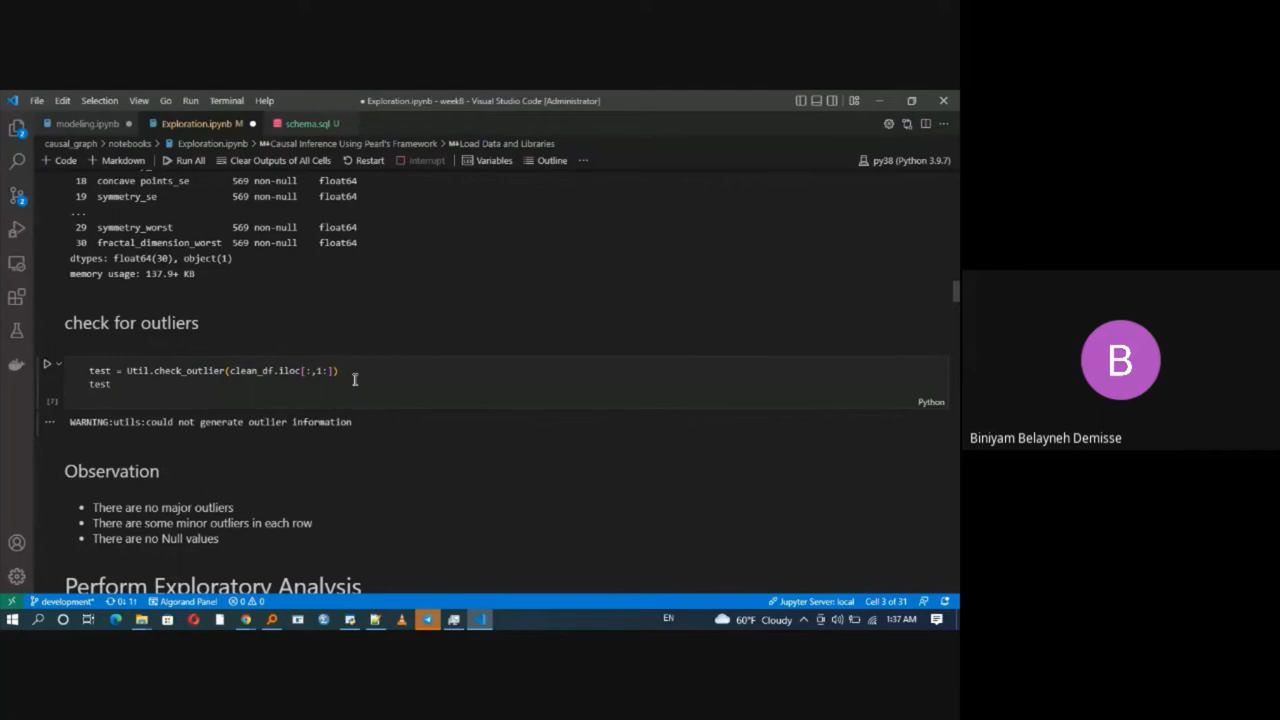 File Edit Selection View Go Run Terminal Help
● Exploration.ipynb - week8 - Visual Studio Code [Administrator]
modeling.ipynb ● Exploration.ipynb M ● schema.sql U
causal_graph > notebooks > Exploration.ipynb > M↓Causal Inference Using Pearl's Framework > M↓Load Data and Libraries
+ Code + Markdown Run All Clear Outputs of All Cells Restart Interrupt Variables Outline ··· py38 (Python 3.9.7)
18 concave points_se 569 non-null float64
19 symmetry_se 569 non-null float64
...
29 symmetry_worst 569 non-null float64
30 fractal_dimension_worst 569 non-null float64
dtypes: float64(30), object(1)
memory usage: 137.9+ KB
check for outliers
test = Util.check_outlier(clean_df.iloc[:,1:])
test
[7]
Python
··· WARNING:utils:could not generate outlier information
Observation
• There are no major outliers
• There are some minor outliers in each row
• There are no Null values
Perform Exploratory Analysis
development* 0↓ 1↑ Algorand Panel 0 0 Jupyter Server: local Cell 3 of 31
EN 60°F Cloudy 1:37 AM
B
Biniyam Belayneh Demisse